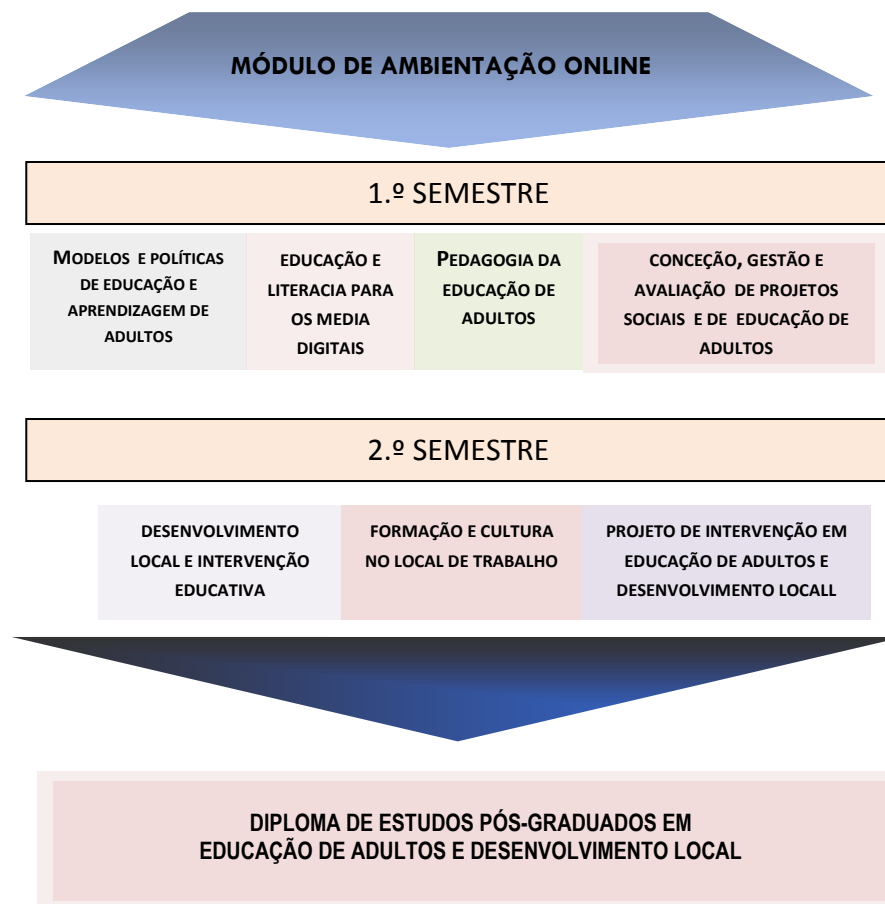 MÓDULO DE AMBIENTAÇÃO ONLINE
1.º SEMESTRE
MODELOS E POLÍTICAS
DE EDUCAÇÃO E
APRENDIZAGEM DE
ADULTOS
EDUCAÇÃO E
LITERACIA PARA
OS MEDIA
DIGITAIS
PEDAGOGIA DA
EDUCAÇÃO DE
ADULTOS
CONCEÇÃO, GESTÃO E
AVALIAÇÃO DE PROJETOS
SOCIAIS E DE EDUCAÇÃO DE
ADULTOS
2.º SEMESTRE
DESENVOLVIMENTO
LOCAL E INTERVENÇÃO
EDUCATIVA
FORMAÇÃO E CULTURA
NO LOCAL DE TRABALHO
PROJETO DE INTERVENÇÃO EM
EDUCAÇÃO DE ADULTOS E
DESENVOLVIMENTO LOCALL
DIPLOMA DE ESTUDOS PÓS-GRADUADOS EM
EDUCAÇÃO DE ADULTOS E DESENVOLVIMENTO LOCAL